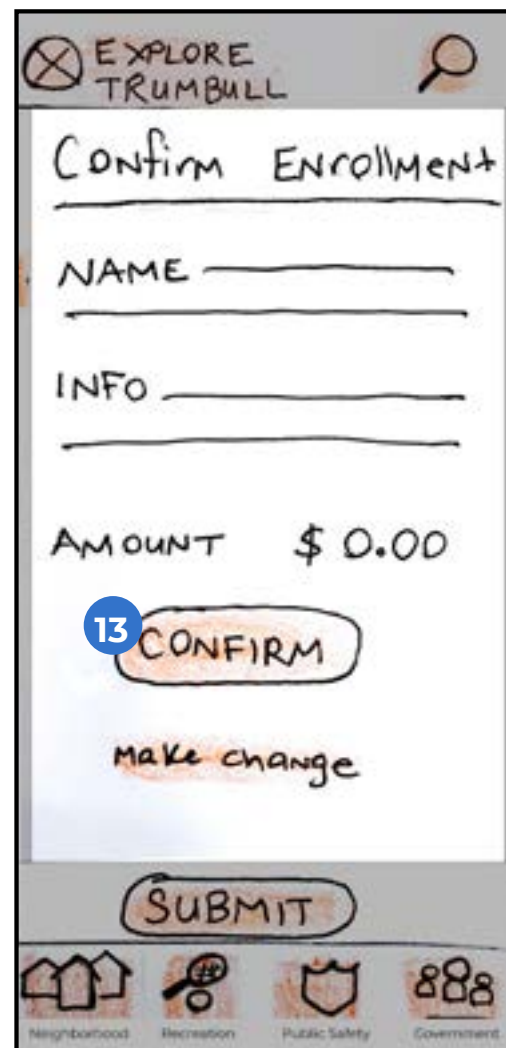 EXPLORE
TRUMBULL
Confirm Enrollment
NAME
INFO
AMOUNT $ 0.00
13
CONFIRM
Make change
SUBMIT
Neighborhood Recreation Public Safety Government